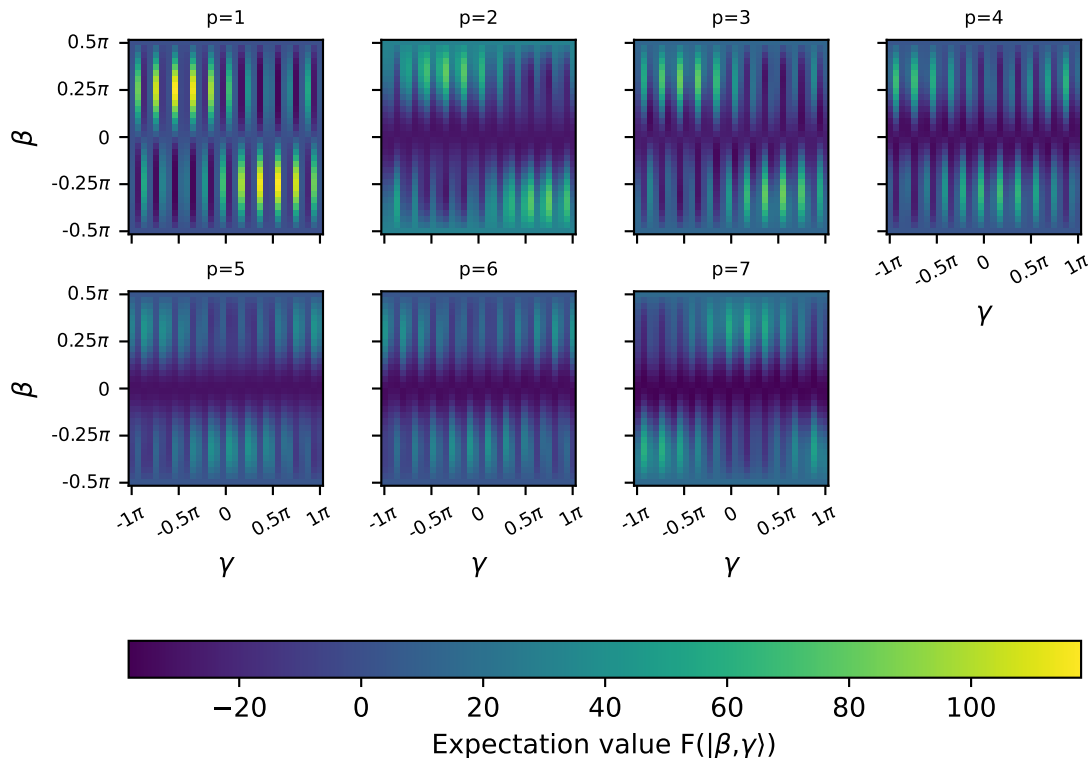 p=1
p=2
p=3
p=4
0.5π
0.25π
0
-0.25π
-0.5π
β
-1π
-0.5π
0
0.5π
1π
γ
p=5
p=6
p=7
0.5π
0.25π
0
-0.25π
-0.5π
β
-1π
-0.5π
0
0.5π
1π
γ
-1π
-0.5π
0
0.5π
1π
γ
-1π
-0.5π
0
0.5π
1π
γ
−20
0
20
40
60
80
100
Expectation value F(|β,γ⟩)